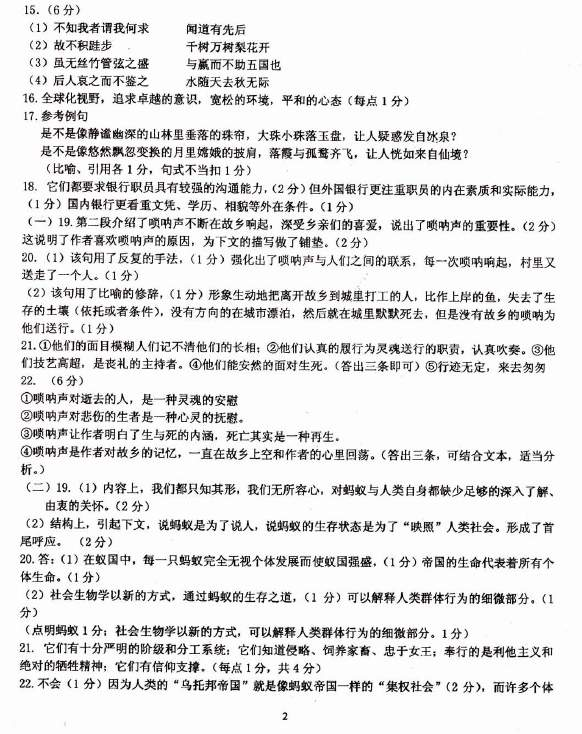 15.（6分）
（1）不知我者谓我何求　　闻道有先后
（2）故不积跬步　　千树万树梨花开
（3）虽无丝竹管弦之盛　　与嬴而不助五国也
（4）后人哀之而不鉴之　　水随天去秋无际
16.全球化视野，追求卓越的意识，宽松的环境，平和的心态（每点1分）
17.参考例句
是不是像静谧幽深的山林里垂落的珠帘，大珠小珠落玉盘，让人疑惑发自冰泉？
是不是像悠然飘忽变换的月里嫦娥的披肩，落霞与孤鹜齐飞，让人恍如来自仙境？
（比喻、引用各1分，句式不当扣1分）
18. 它们都要求银行职员具有较强的沟通能力，（2分）但外国银行更注重职员的内在素质和实际能力，
（1分）国内银行更看重文凭、学历、相貌等外在条件。（1分）
（一）19.第二段介绍了唢呐声不断在故乡响起，深受乡亲们的喜爱，说出了唢呐声的重要性。（2分）
这说明了作者喜欢唢呐声的原因，为下文的描写做了铺垫。（2分）
20.（1）该句用了反复的手法，（1分）强化出了唢呐声与人们之间的联系，每一次唢呐响起，村里又
送走了一个人。（1分）
（2）该句用了比喻的修辞，（1分）形象生动地把离开故乡到城里打工的人，比作上岸的鱼，失去了生
存的土壤（依托或者条件），没有方向的在城市漂泊，然后就在城里默默死去，但是没有故乡的唢呐为
他们送行。（1分）
21.①他们的面目模糊人们记不清他们的长相；②他们认真的履行为灵魂送行的职责，认真吹奏。③他
们技艺高超，是丧礼的主持者。④他们能安然的面对生死。（答出三条即可）⑤行迹无定，来去匆匆
22.（6分）
①唢呐声对逝去的人，是一种灵魂的安慰
②唢呐声对悲伤的生者是一种心灵的抚慰。
③唢呐声让作者明白了生与死的内涵，死亡其实是一种再生。
④唢呐声是作者对故乡的记忆，一直在故乡上空和作者的心里回荡。（答出三条，可结合文本，适当分
析。）
（二）19.（1）内容上，我们都只知其形，我们无所容心，对蚂蚁与人类自身都缺少足够的深入了解、
由衷的关怀。（2分）
（2）结构上，引起下文，说蚂蚁是为了说人，说蚂蚁的生存状态是为了“映照”人类社会。形成了首
尾呼应。（2分）
20.答：（1）在蚁国中，每一只蚂蚁完全无视个体发展而使蚁国强盛，（1分）帝国的生命代表着所有个
体生命。（1分）
（2）社会生物学以新的方式，通过蚂蚁的生存之道，（1分）可以解释人类群体行为的细微部分。（1
分）
（点明蚂蚁1分；社会生物学以新的方式，可以解释人类群体行为的细微部分。1分）
21. 它们有十分严明的阶级和分工系统；它们知道侵略、饲养家畜、忠于女王；奉行的是利他主义和
绝对的牺牲精神；它们有信仰支撑。（每点1分，共4分）
22.不会（1分）因为人类的“乌托邦帝国”就是像蚂蚁帝国一样的“集权社会”（2分），而许多个体
2